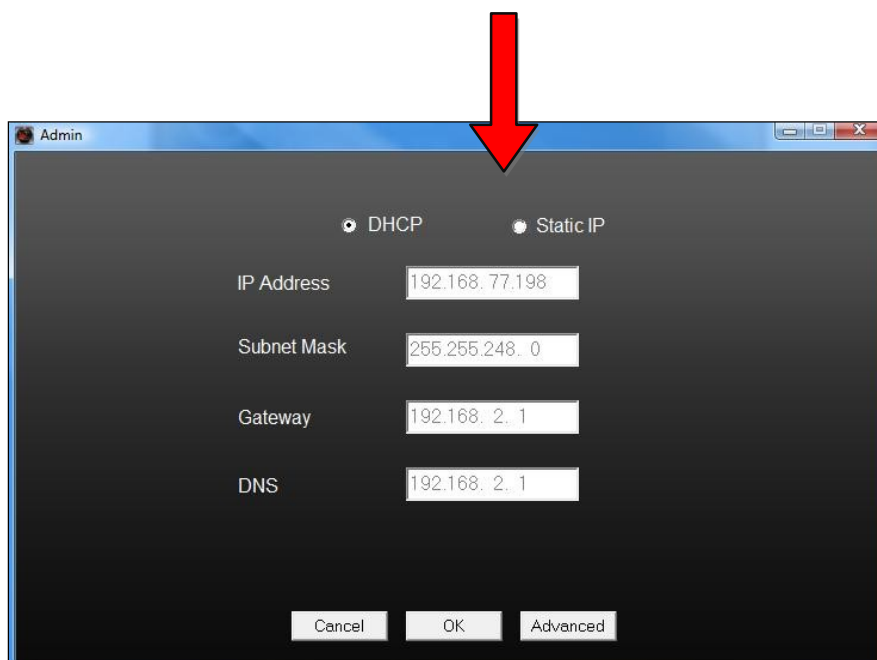 Admin
DHCP Static IP
IP Address 192.168. 77.198
Subnet Mask 255.255.248. 0
Gateway 192.168. 2. 1
DNS 192.168. 2. 1
Cancel OK Advanced